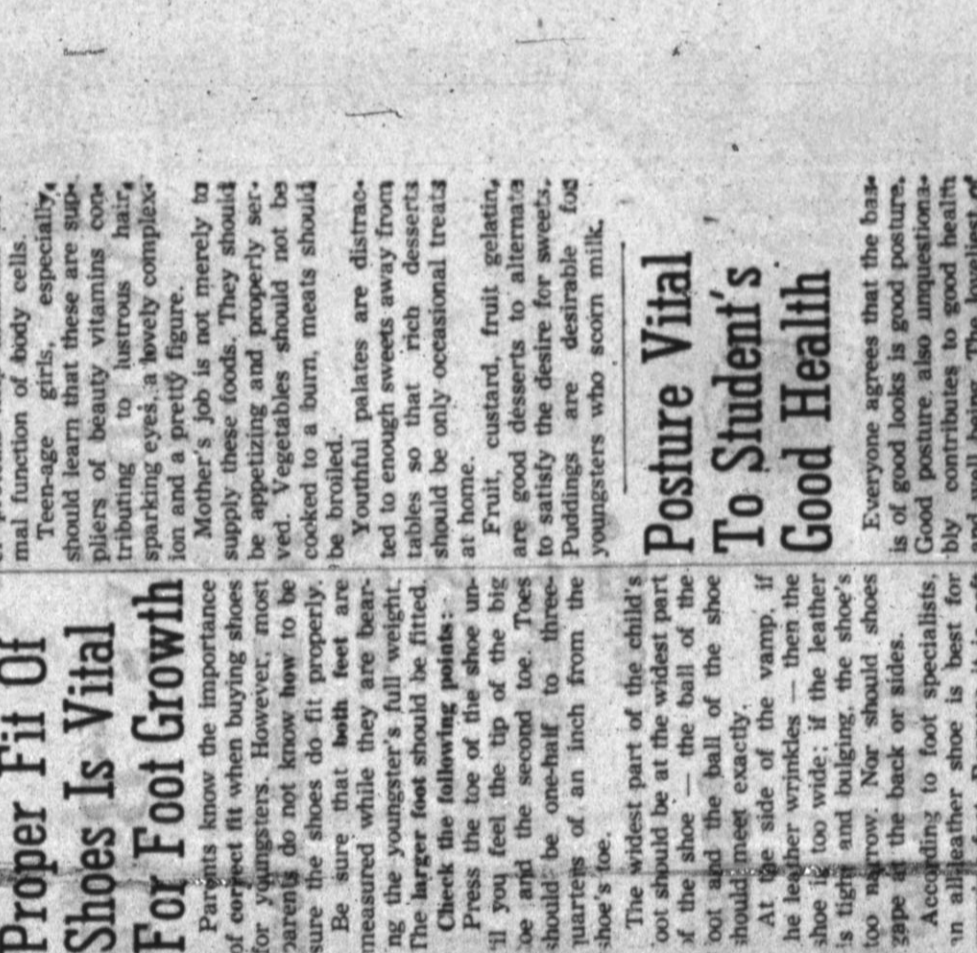 Proper Fit Of
Shoes Is Vital
For Foot Growth
Parents know the importance
of correct fit when buying shoes
for youngsters. However, most
parents do not know how to be
sure the shoes do fit properly.
Be sure that both feet are
measured while they are bear-
ng the youngster's full weight.
The larger foot should be fitted.
Check the following points:
Press the toe of the shoe un-
il you feel the tip of the big
oe and the second toe. Toes
should be one-half to three-
quarters of an inch from the
shoe's toe.
The widest part of the child's
oot should be at the widest part
of the shoe — the ball of the
oot and the ball of the shoe
should meet exactly.
At the side of the vamp, if
he leather wrinkles — then the
shoe is too wide; if the leather
is tight and bulging, the shoe's
too narrow. Nor should shoes
gape at the back or sides.
According to foot specialists,
an all-leather shoe is best for
mal function of body cells.
Teen-age girls, especially,
should learn that these are sup-
pliers of beauty vitamins con-
tributing to lustrous hair,
sparking eyes, a lovely complex-
ion and a pretty figure.
Mother's job is not merely to
supply these foods. They should
be appetizing and properly ser-
ved. Vegetables should not be
cooked to a burn, meats should
be broiled.
Youthful palates are distrac-
ted to enough sweets away from
tables so that rich desserts
should be only occasional treats
at home.
Fruit, custard, fruit gelatin,
are good desserts to alternate
to satisfy the desire for sweets.
Puddings are desirable for
youngsters who scorn milk.
Posture Vital
To Student's
Good Health
Everyone agrees that the bas-
is of good looks is good posture.
Good posture also unquestiona-
bly contributes to good health